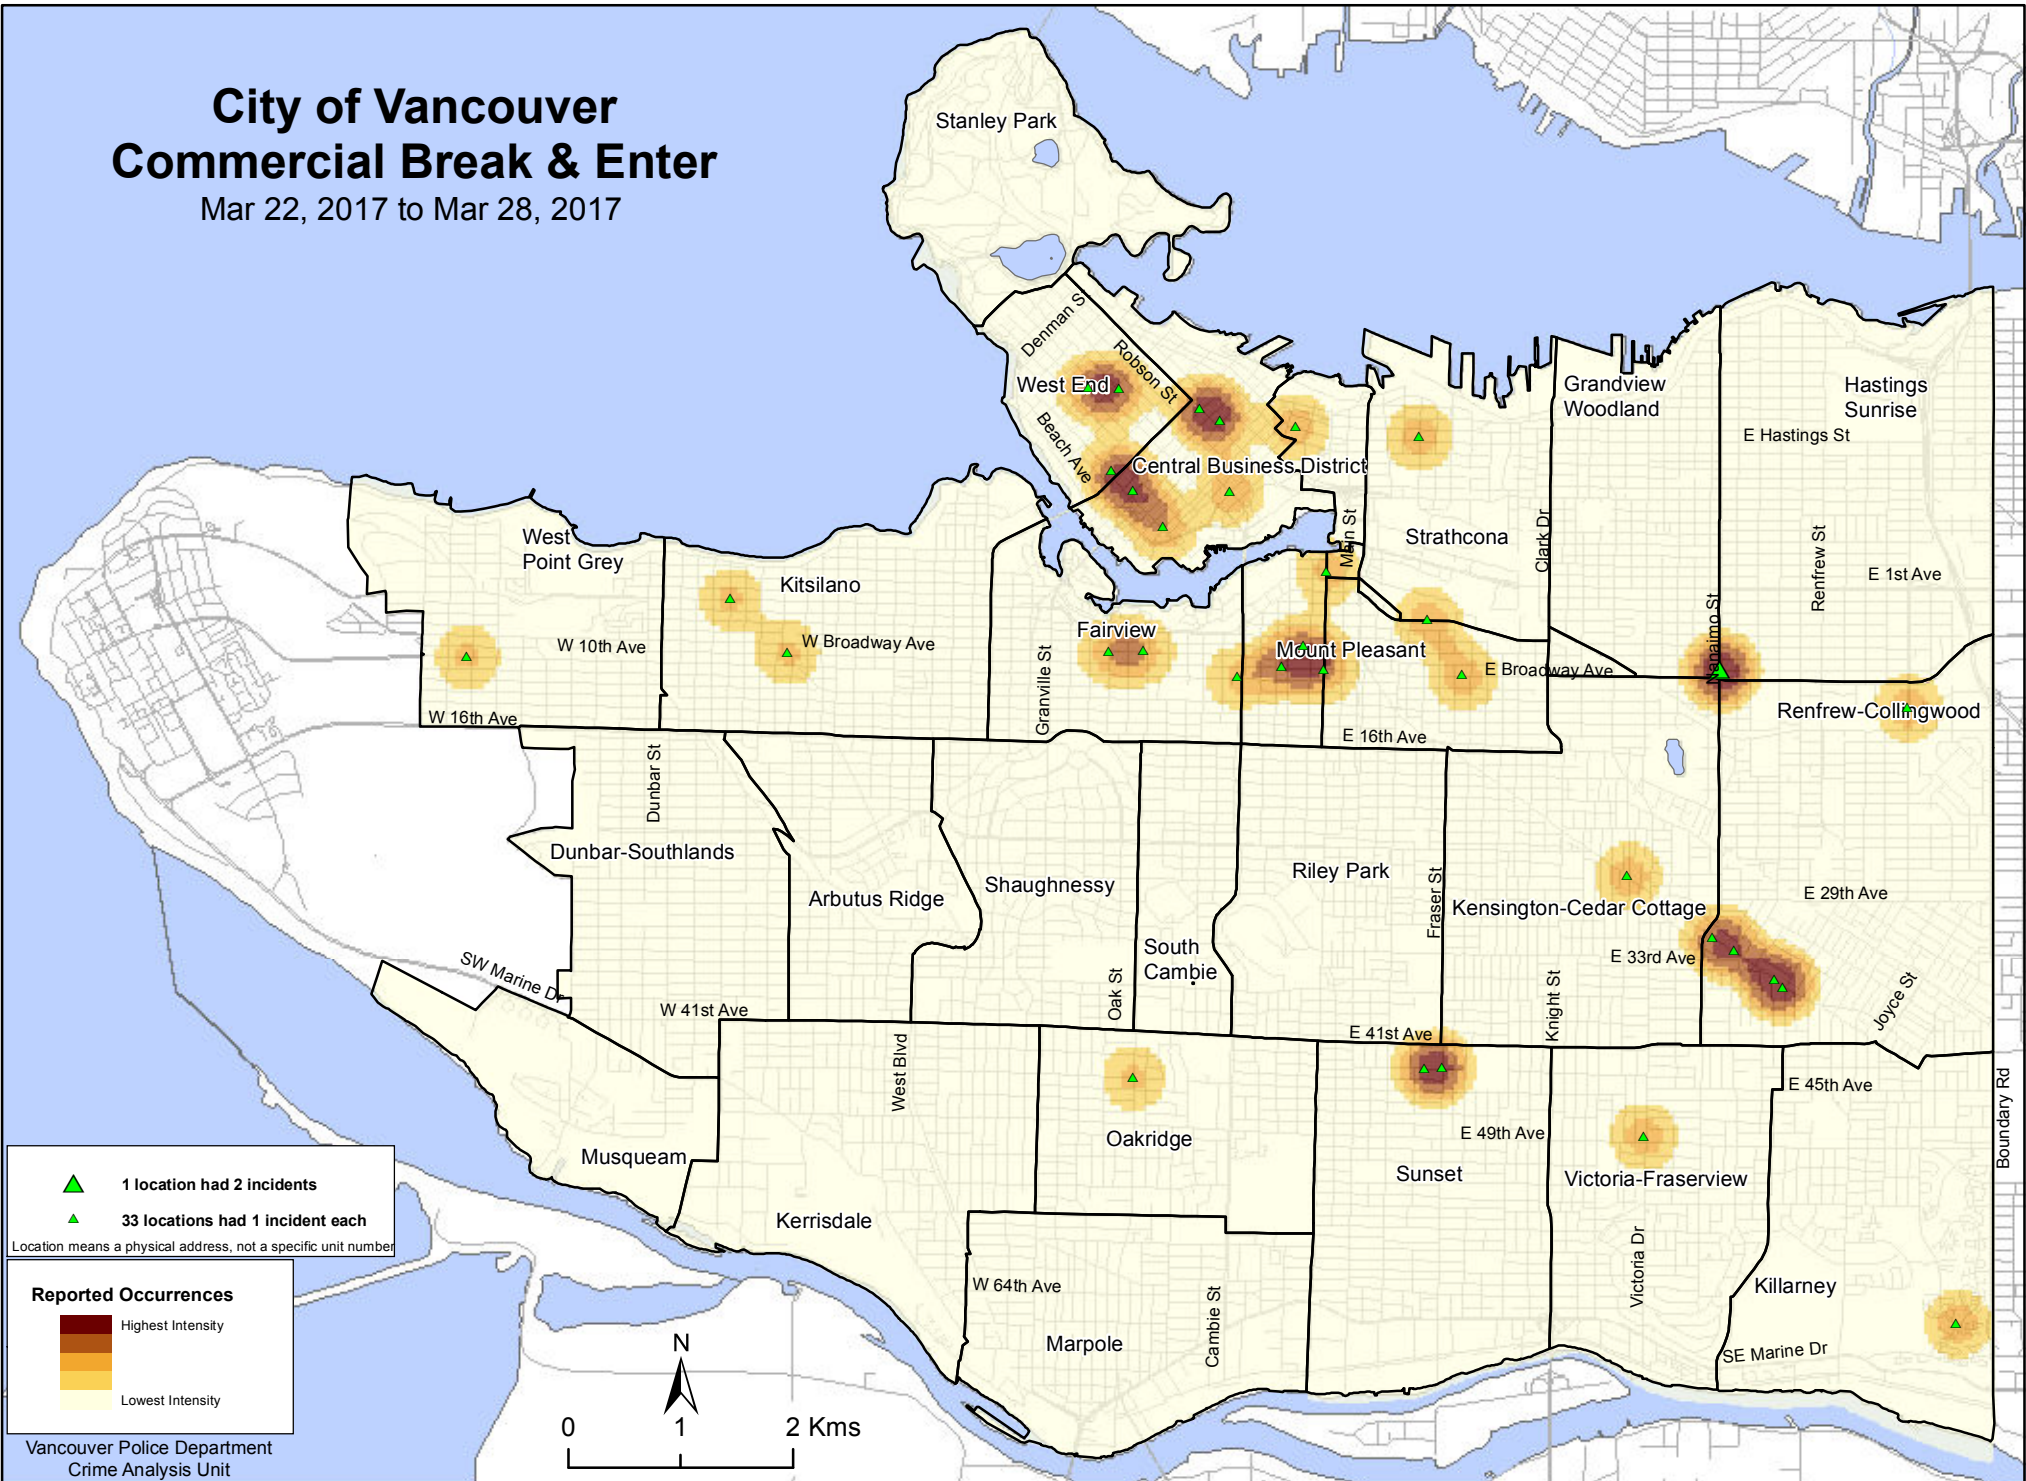 City of Vancouver
Commercial Break & Enter
Mar 22, 2017 to Mar 28, 2017
Stanley Park
Denman S
Robson St
West End
Beach Ave
Central Business District
Grandview
Woodland
Hastings
Sunrise
E Hastings St
Main St
Strathcona
Clark Dr
Renfrew St
E 1st Ave
West
Point Grey
Kitsilano
W 10th Ave
W Broadway Ave
Fairview
Granville St
Mount Pleasant
E Broadway Ave
Nanaimo St
Renfrew-Collingwood
W 16th Ave
E 16th Ave
Dunbar St
Dunbar-Southlands
Arbutus Ridge
Shaughnessy
South
Cambie
Riley Park
Fraser St
Kensington-Cedar Cottage
E 29th Ave
E 33rd Ave
SW Marine Dr
W 41st Ave
Oak St
E 41st Ave
Knight St
Joyce St
West Blvd
E 45th Ave
Boundary Rd
Oakridge
E 49th Ave
Musqueam
Sunset
Victoria-Fraserview
Kerrisdale
W 64th Ave
Victoria Dr
Killarney
Marpole
Cambie St
SE Marine Dr
1 location had 2 incidents
33 locations had 1 incident each
Location means a physical address, not a specific unit number
Reported Occurrences
Highest Intensity
Lowest Intensity
N
0 1 2 Kms
Vancouver Police Department
Crime Analysis Unit